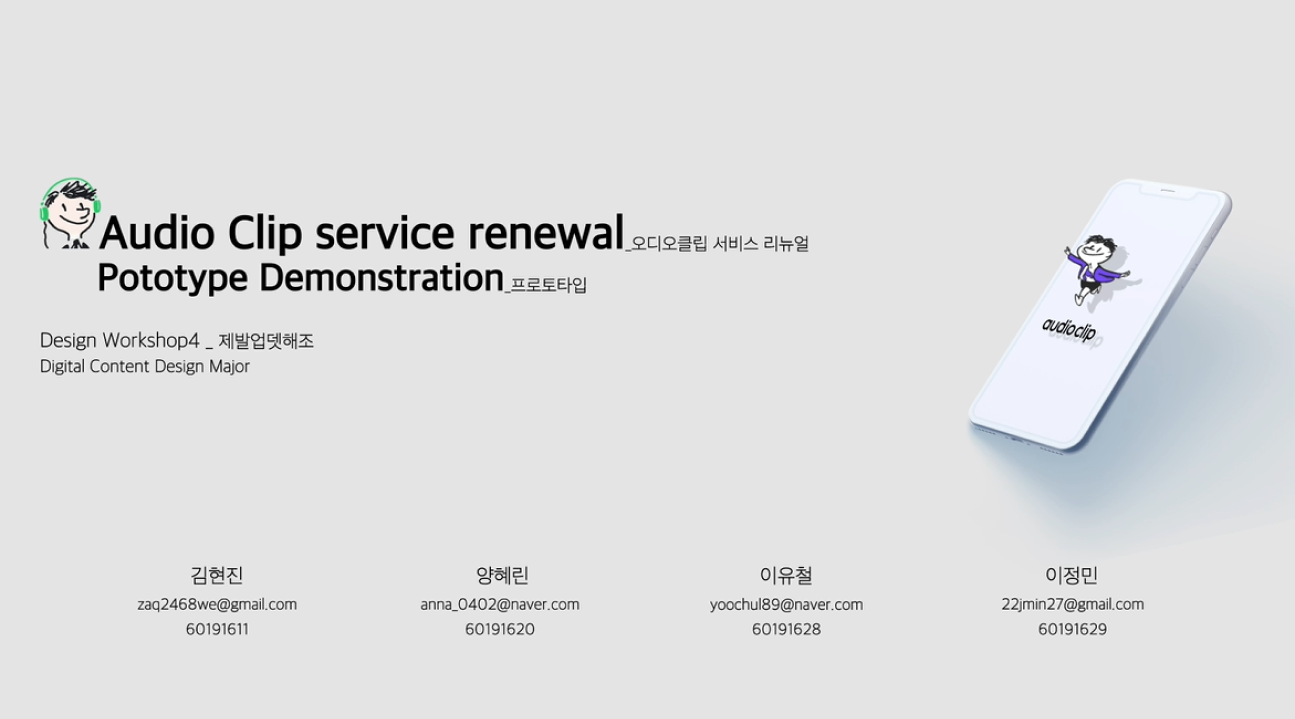 Audio Clip service renewal_오디오클립 서비스 리뉴얼
Pototype Demonstration_프로토타입
Design Workshop4 _ 제발업뎃해조
Digital Content Design Major
audioclip
김현진
zaq2468we@gmail.com
60191611
양혜린
anna_0402@naver.com
60191620
이유철
yoochul89@naver.com
60191628
이정민
22jmin27@gmail.com
60191629